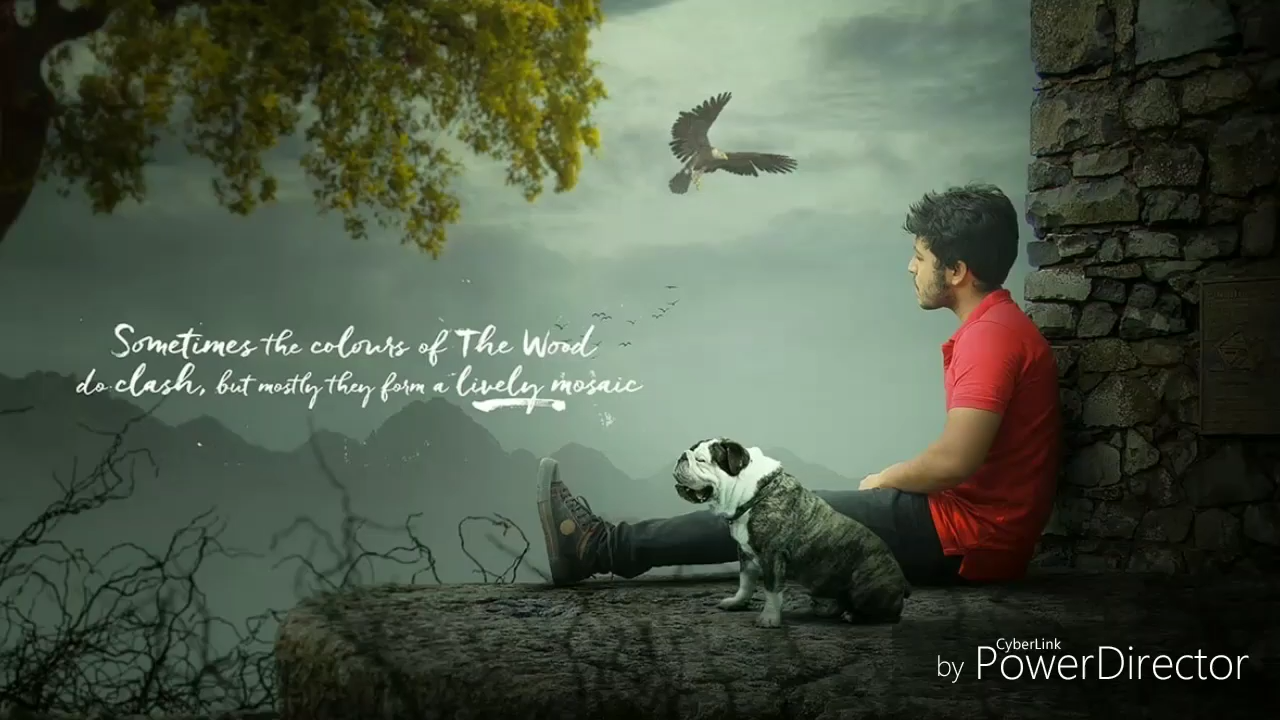 Sometimes the colours of The Wood
do clash, but mostly they form a lively mosaic
CyberLink
by PowerDirector